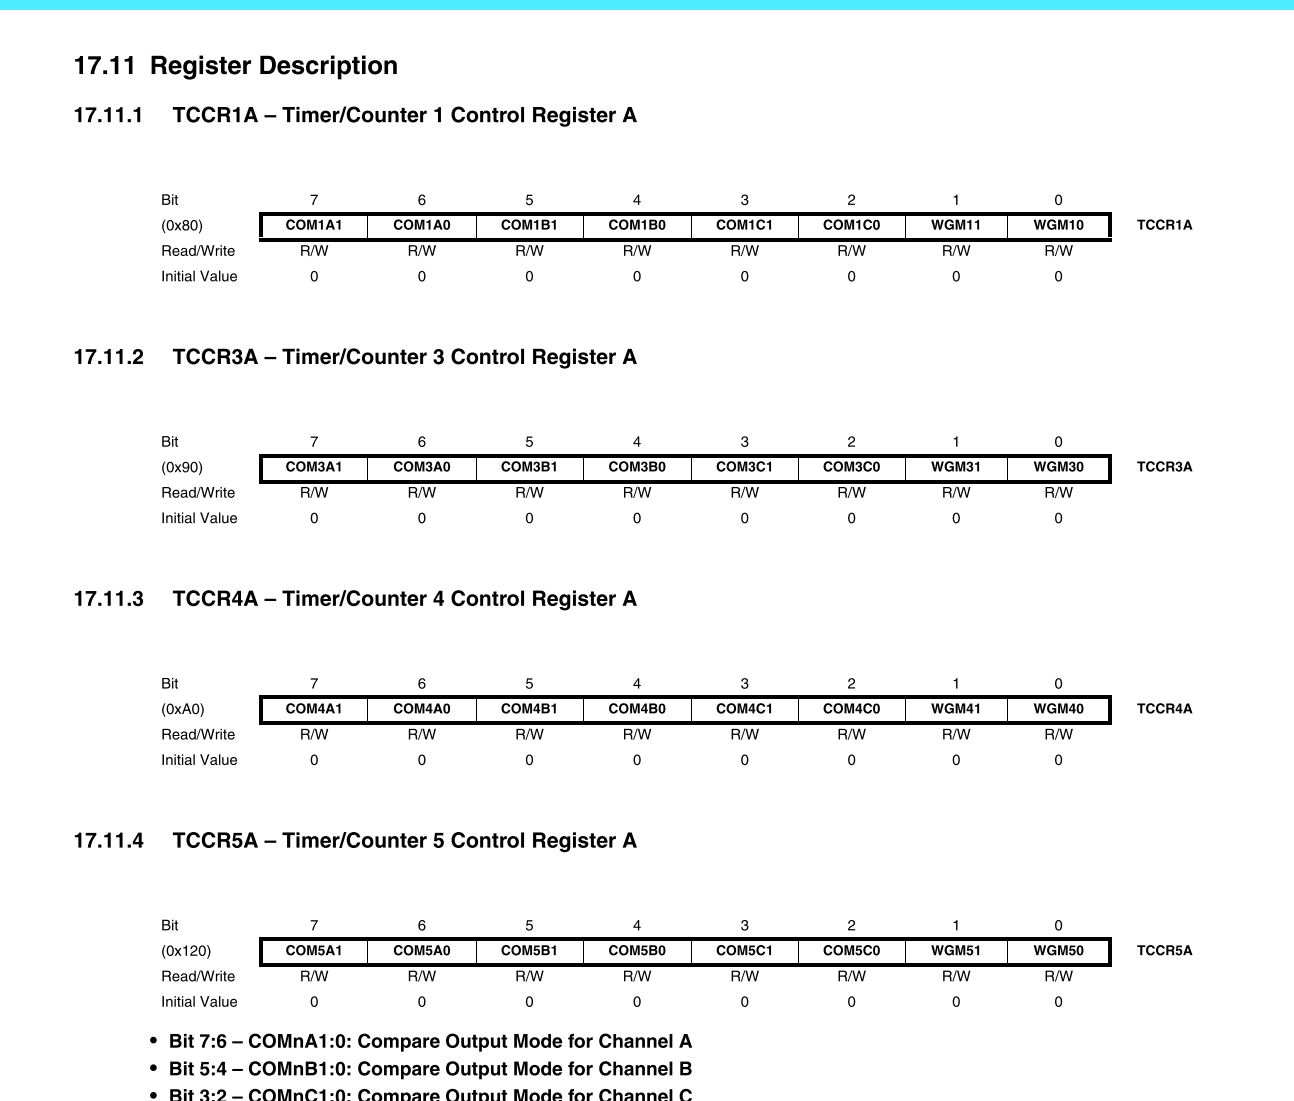 17.11 Register Description
17.11.1 TCCR1A – Timer/Counter 1 Control Register A
Bit 7 6 5 4 3 2 1 0
(0x80) COM1A1 COM1A0 COM1B1 COM1B0 COM1C1 COM1C0 WGM11 WGM10 TCCR1A
Read/Write R/W R/W R/W R/W R/W R/W R/W R/W
Initial Value 0 0 0 0 0 0 0 0
17.11.2 TCCR3A – Timer/Counter 3 Control Register A
Bit 7 6 5 4 3 2 1 0
(0x90) COM3A1 COM3A0 COM3B1 COM3B0 COM3C1 COM3C0 WGM31 WGM30 TCCR3A
Read/Write R/W R/W R/W R/W R/W R/W R/W R/W
Initial Value 0 0 0 0 0 0 0 0
17.11.3 TCCR4A – Timer/Counter 4 Control Register A
Bit 7 6 5 4 3 2 1 0
(0xA0) COM4A1 COM4A0 COM4B1 COM4B0 COM4C1 COM4C0 WGM41 WGM40 TCCR4A
Read/Write R/W R/W R/W R/W R/W R/W R/W R/W
Initial Value 0 0 0 0 0 0 0 0
17.11.4 TCCR5A – Timer/Counter 5 Control Register A
Bit 7 6 5 4 3 2 1 0
(0x120) COM5A1 COM5A0 COM5B1 COM5B0 COM5C1 COM5C0 WGM51 WGM50 TCCR5A
Read/Write R/W R/W R/W R/W R/W R/W R/W R/W
Initial Value 0 0 0 0 0 0 0 0
• Bit 7:6 – COMnA1:0: Compare Output Mode for Channel A
• Bit 5:4 – COMnB1:0: Compare Output Mode for Channel B
• Bit 3:2 – COMnC1:0: Compare Output Mode for Channel C